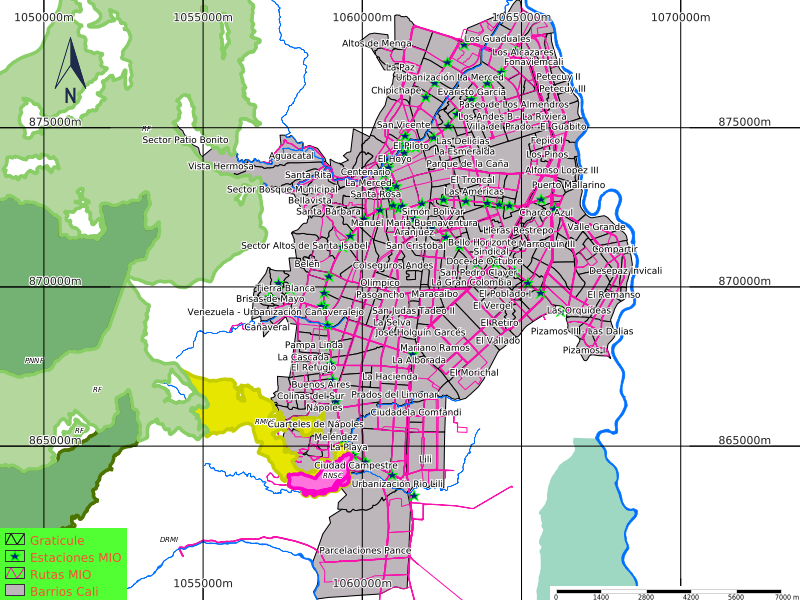 1050000m 1055000m 1060000m 1065000m 1070000m
Los Guaduales
Altos de Menga
Los Alcazares
Fonaviemcali
La Paz
Urbanización La Merced
Petecuy II
Chipichape
Evaristo García
Petecuy III
Paseo de Los Almendros
Los Andes B
La Riviera
San Vicente
Villa del Prado
El Guabito
875000m
875000m
RF
Sector Patio Bonito
El Piloto
Las Delicias
Fepicol
La Esmeralda
Los Pinos
Aguacatal
El Hoyo
Vista Hermosa
Parque de la Caña
Centenario
Alfonso Lopez III
Santa Rita
La Merced
El Troncal
Puerto Mallarino
Sector Bosque Municipal
Santa Rosa
Las Américas
Bellavista
Santa Bárbara
Simón Bolivar
Charco Azul
Manuel María Buenaventura
Valle Grande
Aranjuez
Lleras Restrepo
Sector Altos de Santa Isabel
San Cristóbal
Bello Horizonte
Marroquín III
Compartir
Sindical
Belén
Colseguros Andes
Doce de Octubre
San Pedro Claver
Desepaz Invicali
Tierra Blanca
Olímpico
La Gran Colombia
870000m
870000m
Brisas de Mayo
Pasoancho
Maracaibo
El Poblado I
El Remanso
El Vergel
Venezuela - Urbanización Cañaveralejo
San Judas Tadeo II
Las Orquídeas
Cañaveral
La Selva
El Retiro
José Holguín Garcés
Pizamos III - Las Dalias
El Vallado
Pampa Linda
Mariano Ramos
Pizamos I
La Cascada
La Alborada
PNNF
El Refugio
El Morichal
La Hacienda
Buenos Aires
RF
Colinas del Sur
Prados del Limonar
Nápoles
Ciudadela Comfandi
RMVC
Cuarteles de Nápoles
RF
Meléndez
865000m
865000m
La Playa
Ciudad Campestre
Lili
RNSC
Urbanización Rio Lili
DRMI
Parcelaciones Pance
N
Graticule
Estaciones MIO
Rutas MIO
Barrios Cali
1055000m 1060000m
0 1400 2800 4200 5600 7000 m